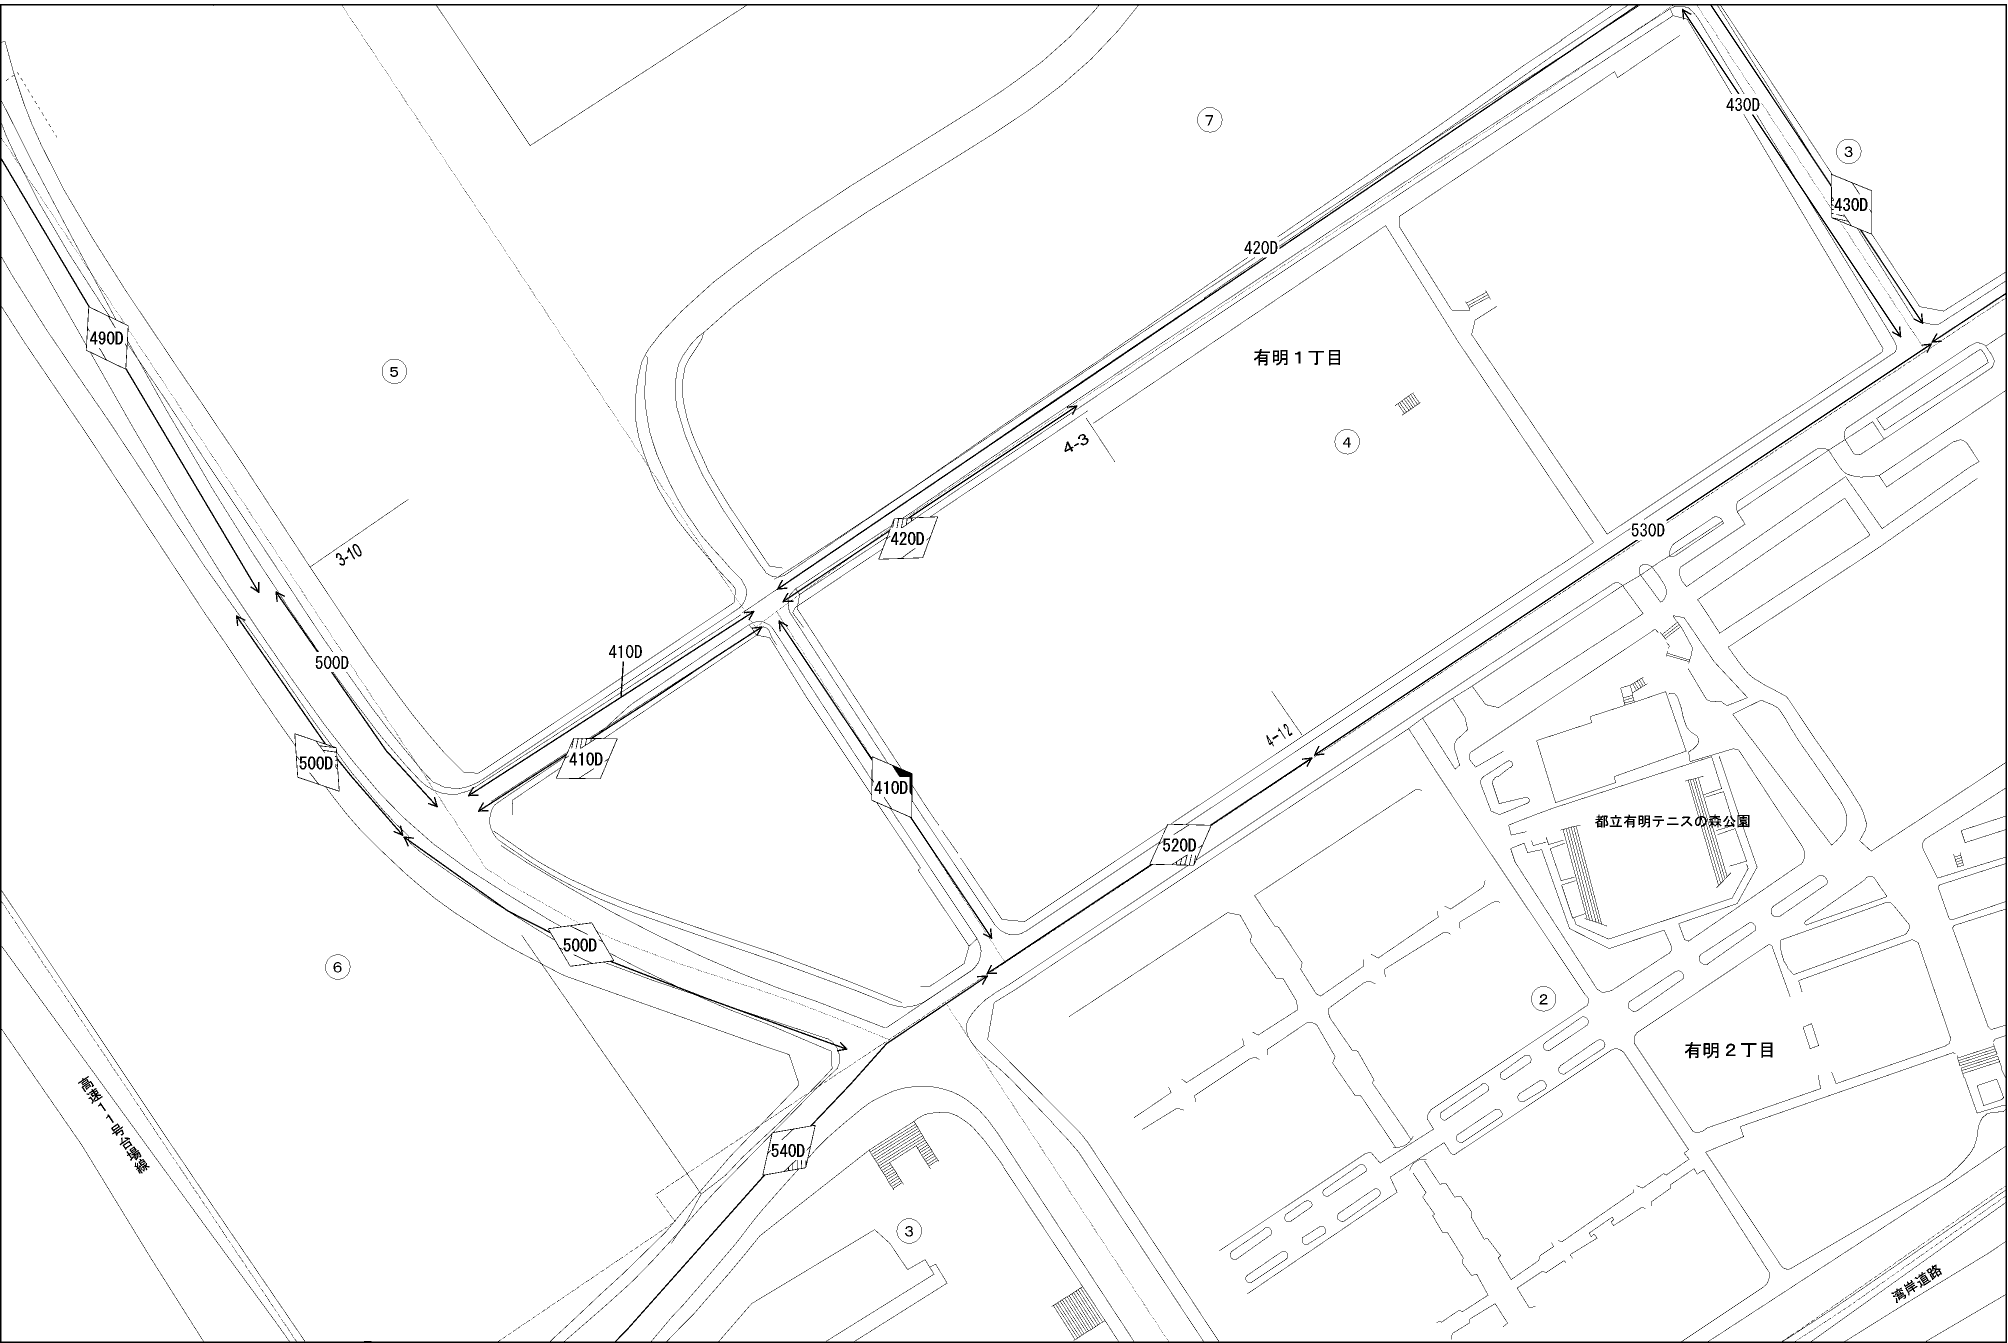 430D
⑦
③
430D
420D
490D
有明1丁目
⑤
④
4-3
530D
420D
3-10
410D
500D
4-12
410D
500D
410D
都立有明テニスの森公園
520D
500D
⑥
②
有明2丁目
高速11号台場線
540D
③
湾岸道路